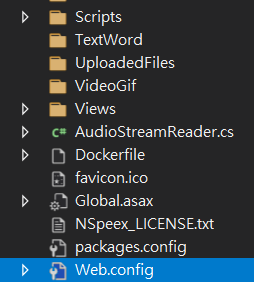 Scripts
TextWord
UploadedFiles
VideoGif
Views
C# AudioStreamReader.cs
Dockerfile
favicon.ico
Global.asax
NSpeex_LICENSE.txt
packages.config
Web.config